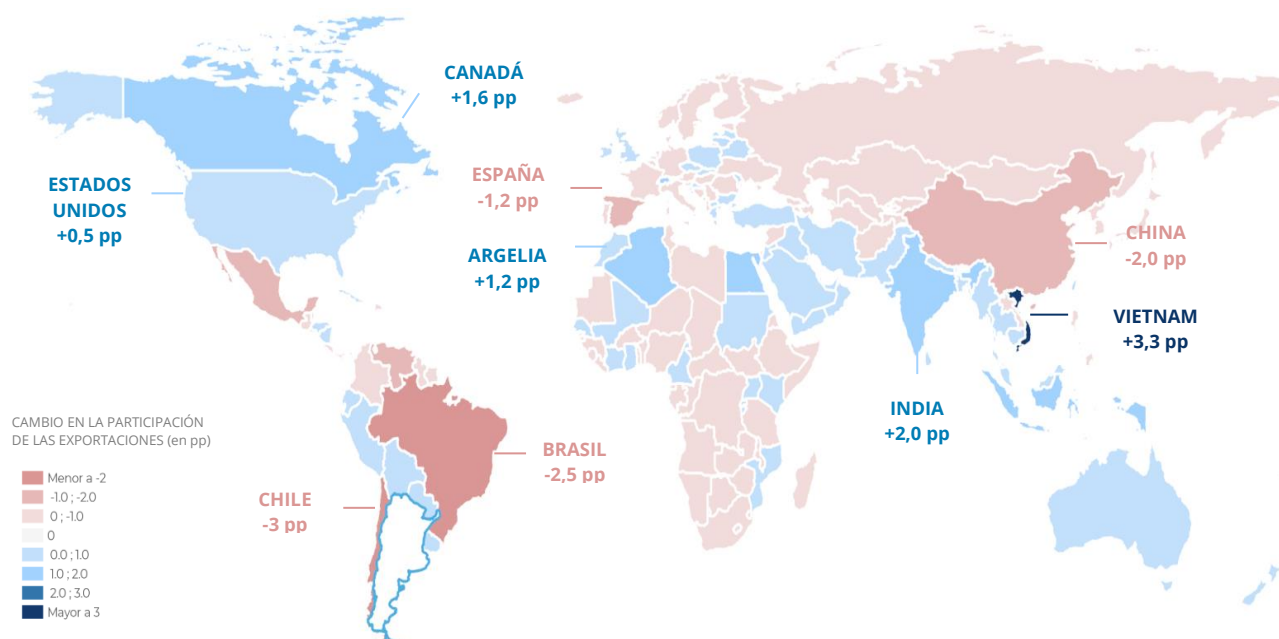 CANADÁ
+1,6 pp
ESTADOS
UNIDOS
+0,5 pp
ESPAÑA
-1,2 pp
ARGELIA
+1,2 pp
CHINA
-2,0 pp
VIETNAM
+3,3 pp
INDIA
+2,0 pp
BRASIL
-2,5 pp
CHILE
-3 pp
CAMBIO EN LA PARTICIPACIÓN
DE LAS EXPORTACIONES (en pp)
Menor a -2
-1.0 ; -2.0
0 ; -1.0
0
0.0 ; 1.0
1.0 ; 2.0
2.0 ; 3.0
Mayor a 3